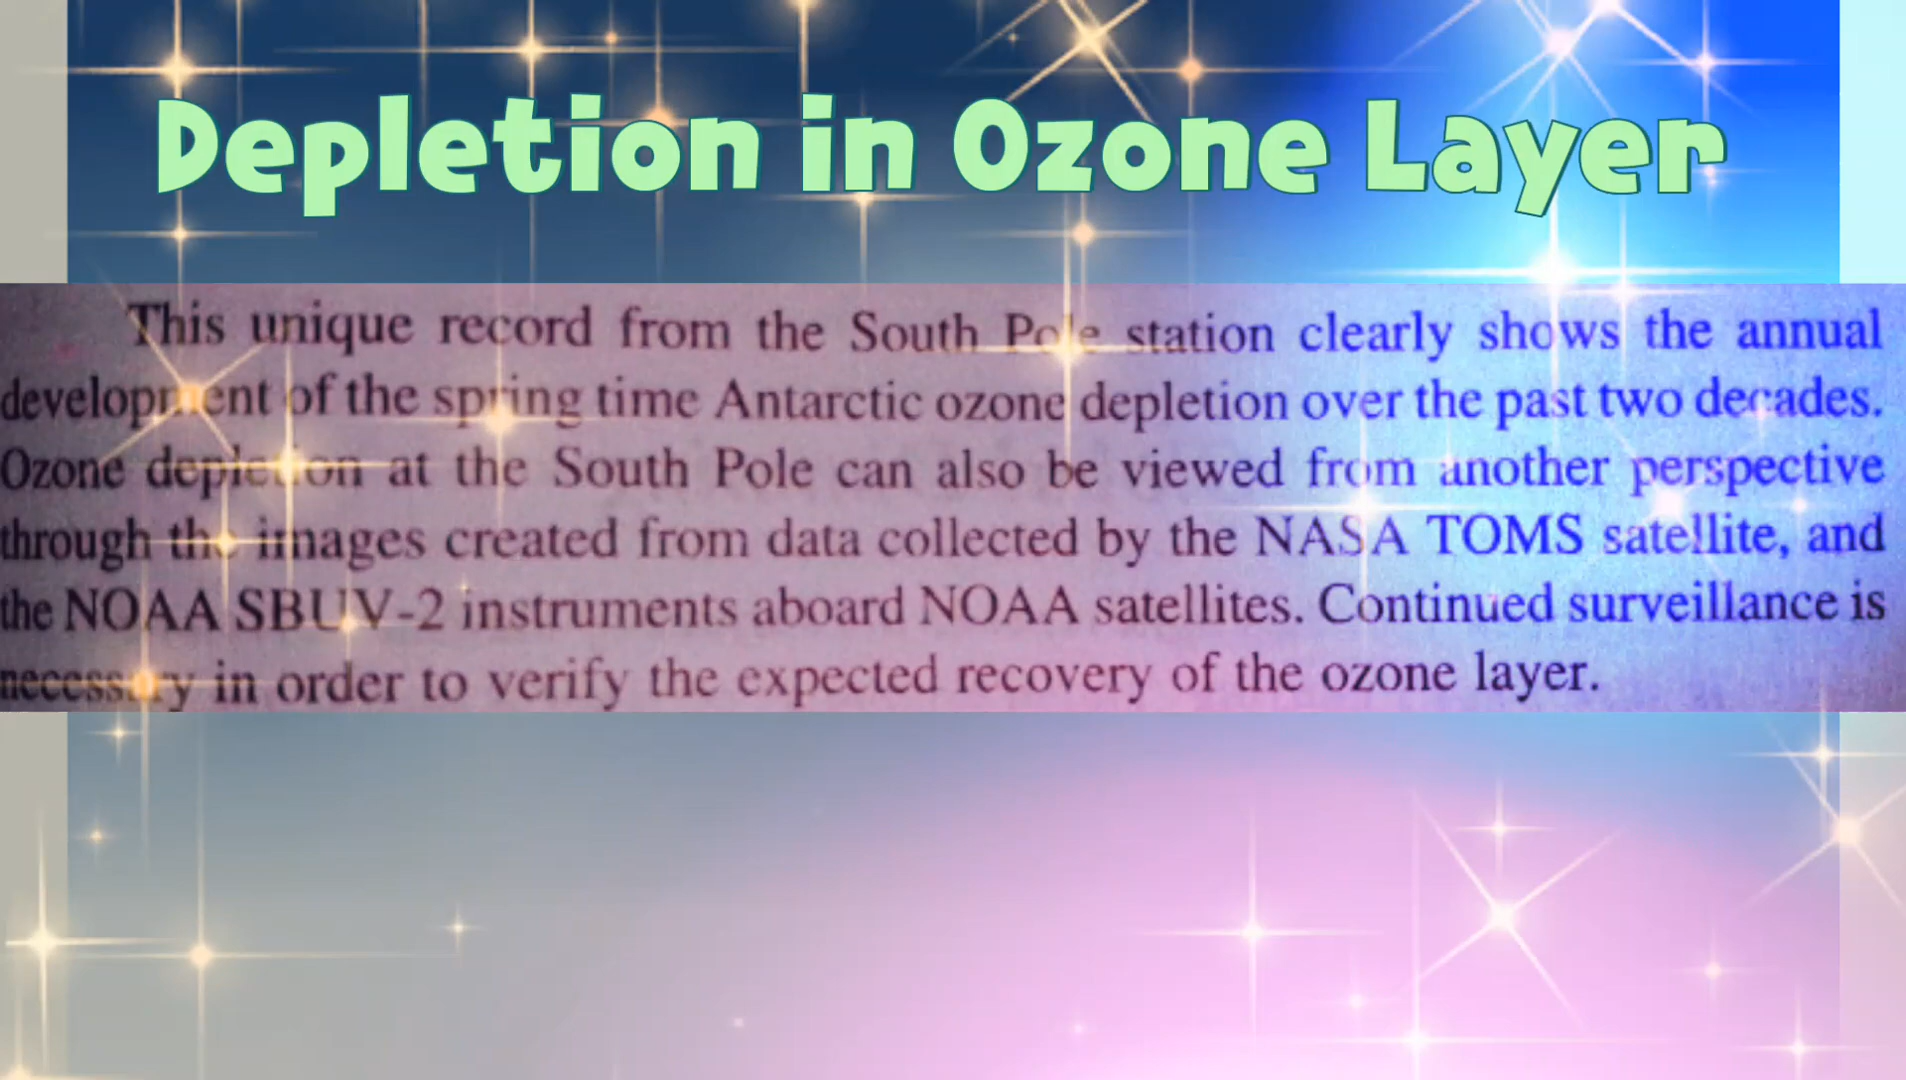 Depletion in Ozone Layer
This unique record from the South Pole station clearly shows the annual
development of the spring time Antarctic ozone depletion over the past two decades.
Ozone depletion at the South Pole can also be viewed from another perspective
through the images created from data collected by the NASA TOMS satellite, and
the NOAA SBUV-2 instruments aboard NOAA satellites. Continued surveillance is
necessary in order to verify the expected recovery of the ozone layer.